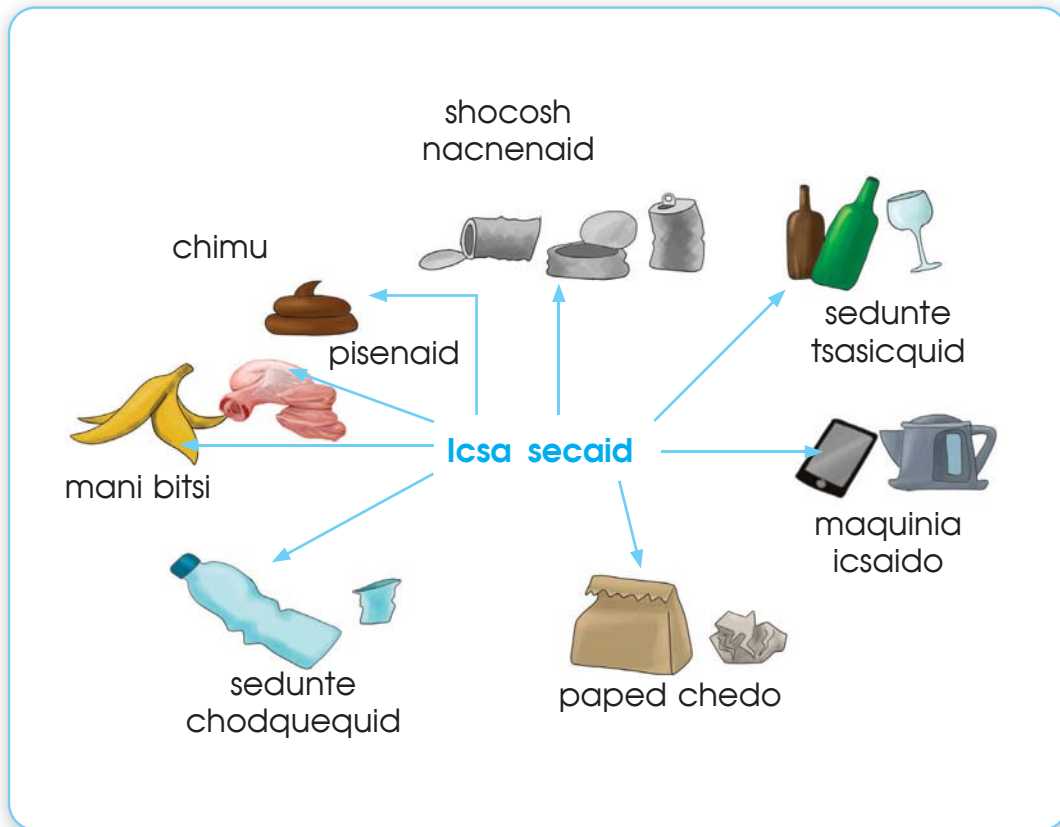 shocosh
nacnenaid
chimu
pisenaid
sedunte
tsasicquid
Icsa secaid
mani bitsi
maquinia
icsaido
sedunte
chodquequid
paped chedo